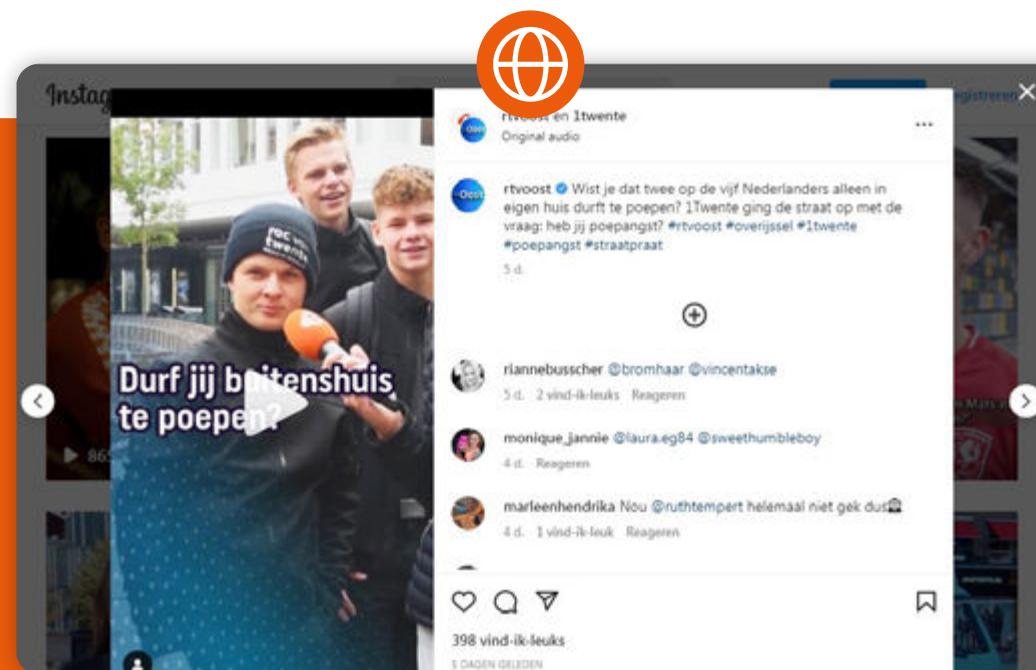 Instag
rtvoost en 1twente
Original audio
egistreren
Oost
rtvoost Wist je dat twee op de vijf Nederlanders alleen in
eigen huis durft te poepen? 1Twente ging de straat op met de
vraag: heb jij poepangst? #rtvoost #overijssel #1twente
#poepangst #straatpraat
5 d.
roc van
twente
Durf jij buitenshuis
te poepen?
865
riannebusscher @bromhaar @vincentakse
5 d. 2 vind-ik-leuks Reageren
monique_jannie @laura.eg84 @sweethumbleboy
4 d. Reageren
marleenhendrika Nou @ruthtempert helemaal niet gek dus
4 d. 1 vind-ik-leuk Reageren
398 vind-ik-leuks
5 DAGEN GELEDEN